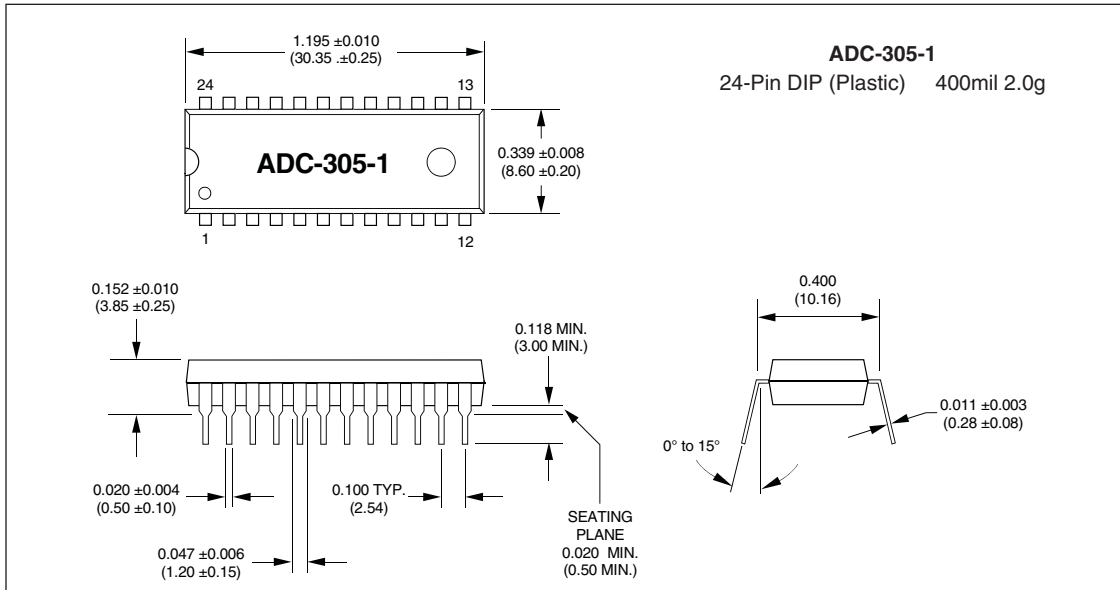 1.195 ±0.010
(30.35 .±0.25)
ADC-305-1
24-Pin DIP (Plastic) 400mil 2.0g
24
13
ADC-305-1
0.339 ±0.008
(8.60 ±0.20)
1
12
0.152 ±0.010
(3.85 ±0.25)
0.118 MIN.
(3.00 MIN.)
0.400
(10.16)
0.011 ±0.003
(0.28 ±0.08)
0° to 15°
0.020 ±0.004
(0.50 ±0.10)
0.100 TYP.
(2.54)
SEATING
PLANE
0.020 MIN.
(0.50 MIN.)
0.047 ±0.006
(1.20 ±0.15)